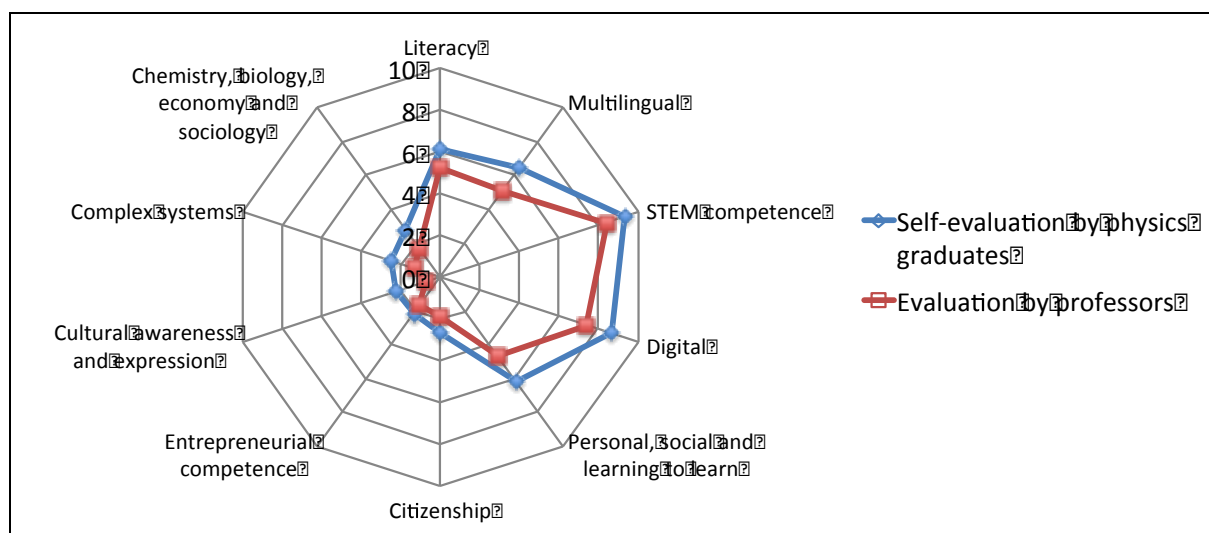 Literacy
Chemistry, biology,
economy and
sociology
Multilingual
10
8
6
4
2
0
Complex systems
STEM competence
Self-evaluation by physics
graduates
Evaluation by professors
Cultural awareness
and expression
Digital
Entrepreneurial
competence
Personal, social and
learning to learn
Citizenship